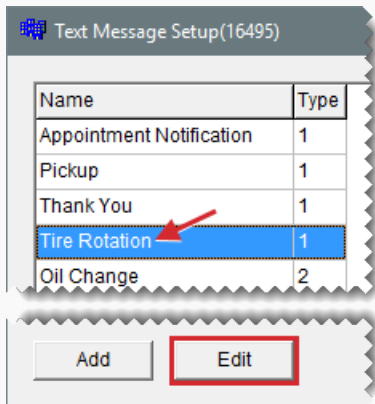 Text Message Setup(16495)
Name Type
Appointment Notification 1
Pickup 1
Thank You 1
Tire Rotation 1
Oil Change 2
Add Edit